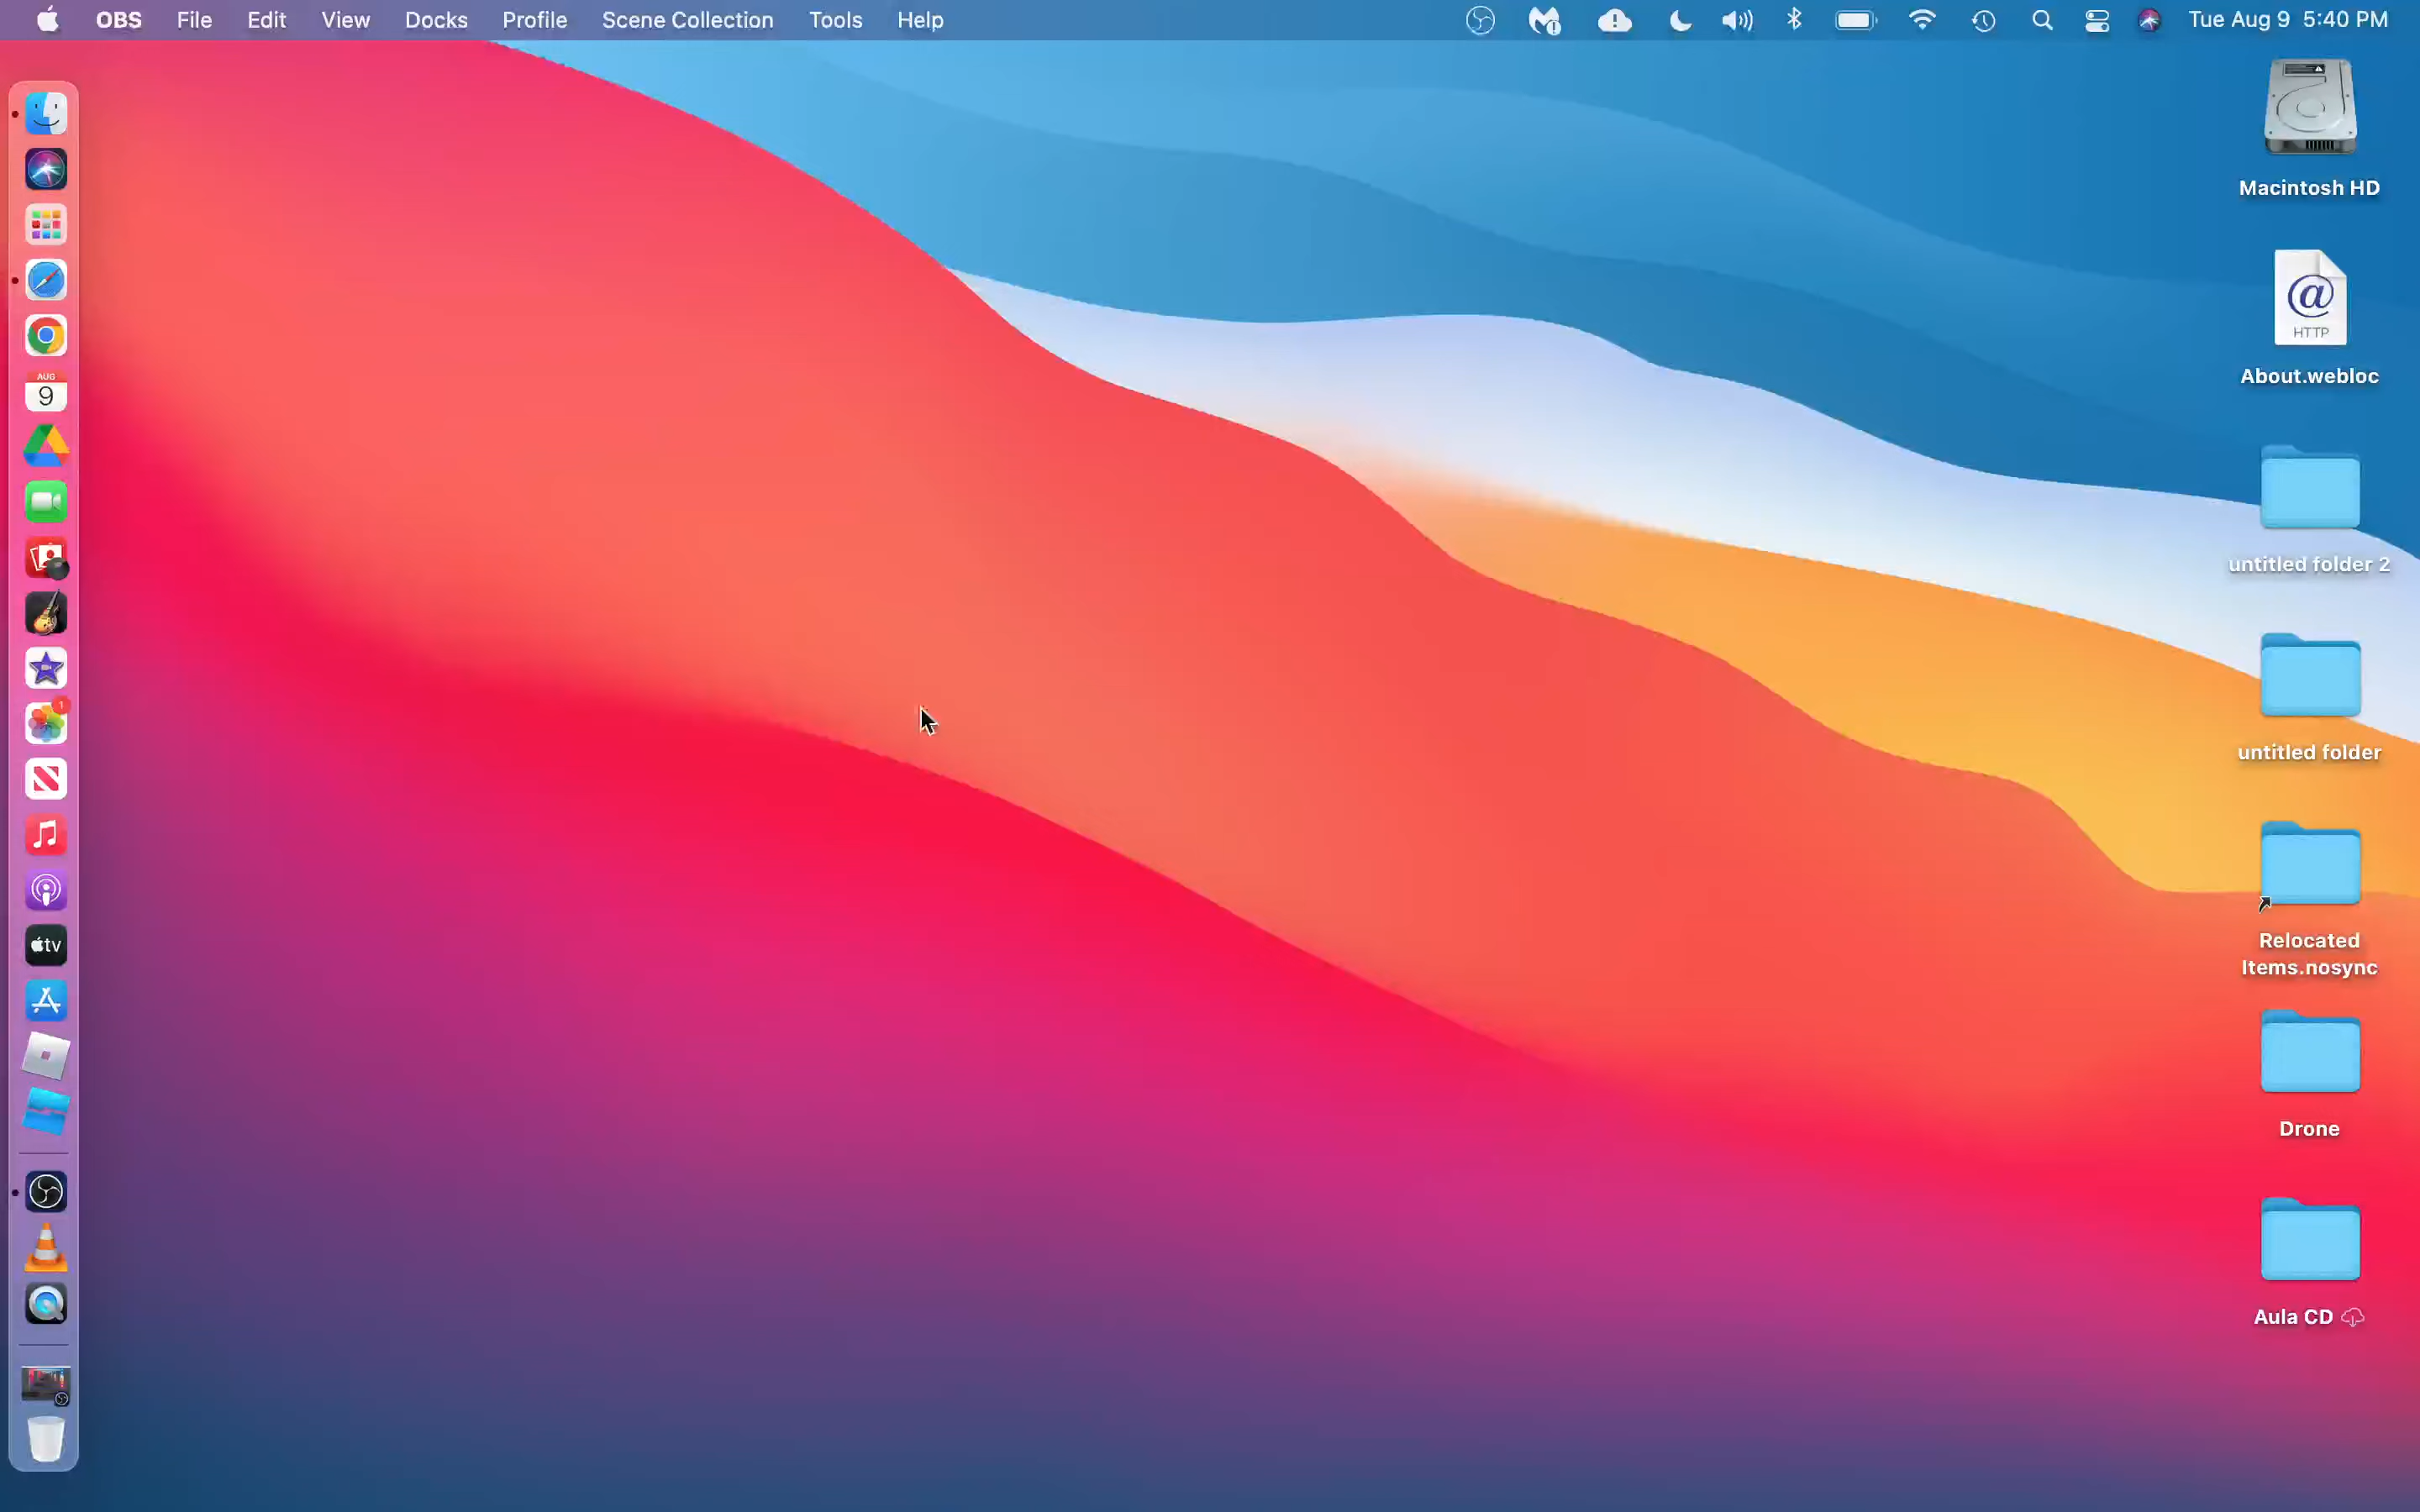 OBS File Edit View Docks Profile Scene Collection Tools Help Tue Aug 9 5:40 PM
Macintosh HD
HTTP
About.webloc
AUG
9
untitled folder 2
1
untitled folder
tv
Relocated
Items.nosync
Drone
Aula CD